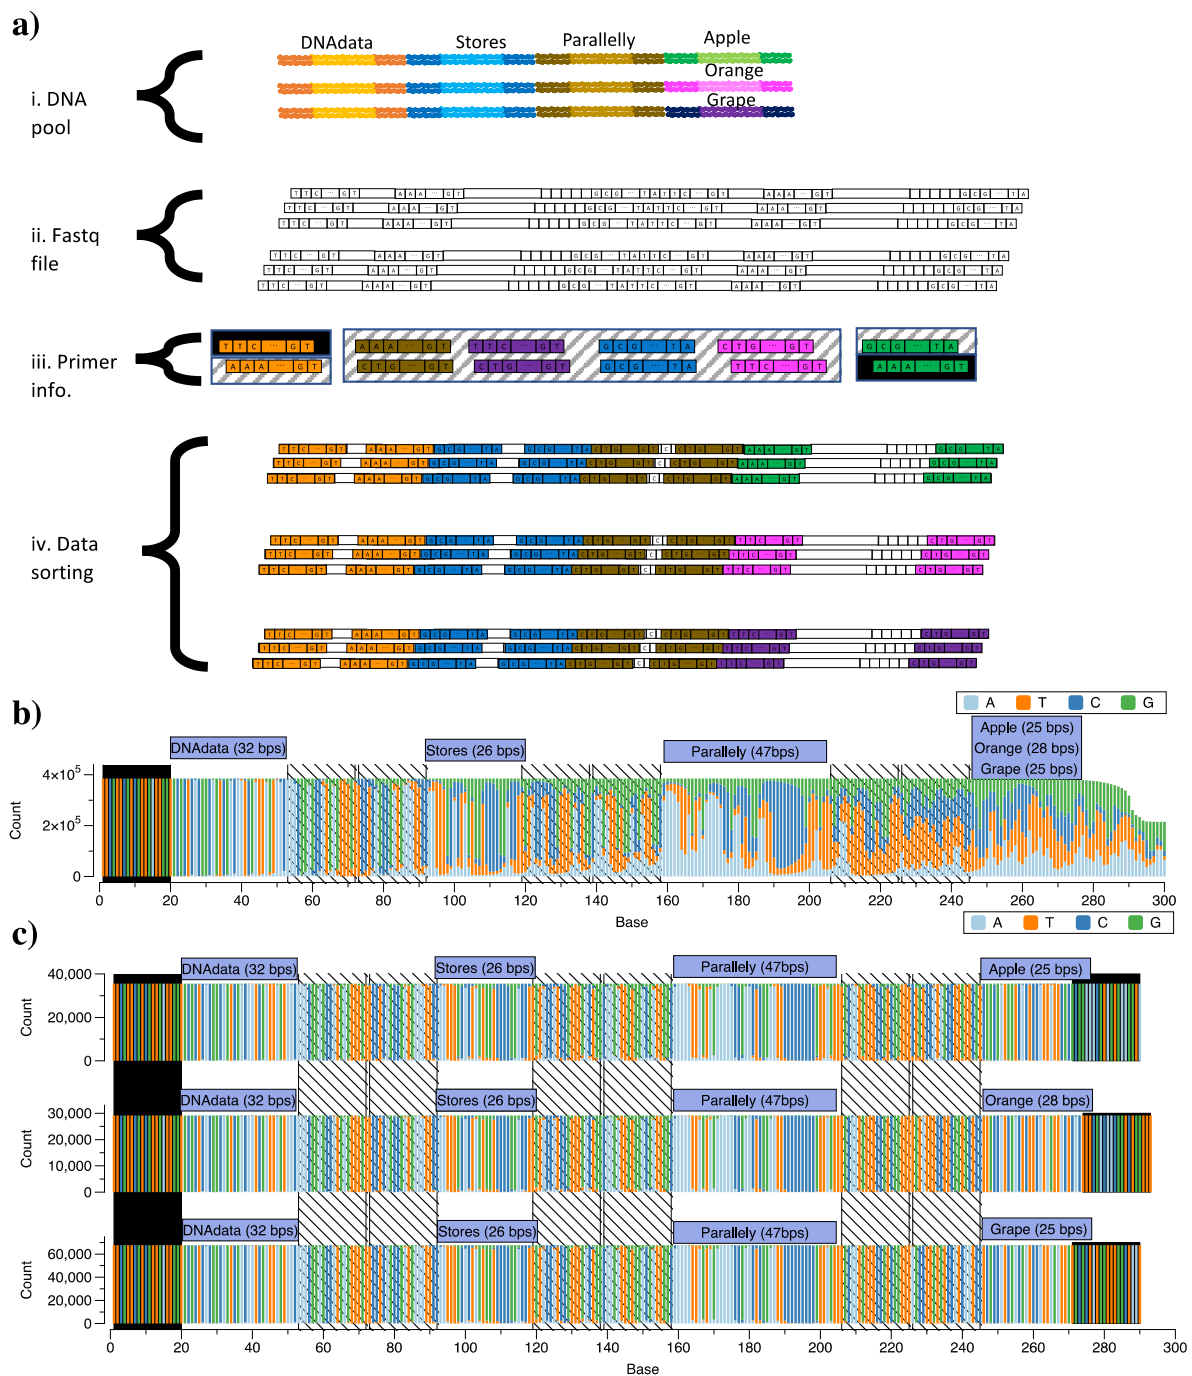 a)
DNAdata Stores Parallelly Apple
Orange
Grape
i. DNA
pool
ii. Fastq
file
T T C ... G T A A A ... G T G C G ... T A T T C ... G T A A A ... G T G C G ... T A
T T C ... G T A A A ... G T G C G ... T A T T C ... G T A A A ... G T G C G ... T A
T T C ... G T A A A ... G T G C G ... T A T T C ... G T A A A ... G T G C G ... T A
T T C ... G T A A A ... G T G C G ... T A T T C ... G T A A A ... G T G C G ... T A
T T C ... G T A A A ... G T G C G ... T A T T C ... G T A A A ... G T G C G ... T A
T T C ... G T A A A ... G T G C G ... T A T T C ... G T A A A ... G T G C G ... T A
iii. Primer
info.
T T C ... G T A A A ... G T T T C ... G T G C G ... T A C T G ... G T G C G ... T A
A A A ... G T C T G ... G T C T G ... G T G C G ... T A T T C ... G T A A A ... G T
iv. Data
sorting
T T C ... G T A A A ... G T G C G ... T A G C G ... T A C T G ... G T C C T G ... G T A A A ... G T G C G ... T A
T T C ... G T A A A ... G T G C G ... T A G C G ... T A C T G ... G T C C T G ... G T A A A ... G T G C G ... T A
T T C ... G T A A A ... G T G C G ... T A G C G ... T A C T G ... G T C C T G ... G T A A A ... G T G C G ... T A
T T C ... G T A A A ... G T G C G ... T A G C G ... T A C T G ... G T C C T G ... G T T T C ... G T C T G ... G T
T T C ... G T A A A ... G T G C G ... T A G C G ... T A C T G ... G T C C T G ... G T T T C ... G T C T G ... G T
T T C ... G T A A A ... G T G C G ... T A G C G ... T A C T G ... G T C C T G ... G T T T C ... G T C T G ... G T
T T C ... G T A A A ... G T G C G ... T A G C G ... T A C T G ... G T C C T G ... G T T T C ... G T C T G ... G T
T T C ... G T A A A ... G T G C G ... T A G C G ... T A C T G ... G T C C T G ... G T T T C ... G T C T G ... G T
T T C ... G T A A A ... G T G C G ... T A G C G ... T A C T G ... G T C C T G ... G T T T C ... G T C T G ... G T
b)
A T C G
DNAdata (32 bps) Stores (26 bps) Parallely (47bps) Apple (25 bps)
Orange (28 bps)
Grape (25 bps)
Count
4×10⁵
2×10⁵
0
0 20 40 60 80 100 120 140 160 180 200 220 240 260 280 300
Base
A T C G
c)
DNAdata (32 bps) Stores (26 bps) Parallely (47bps) Apple (25 bps)
Count
40,000
20,000
0
DNAdata (32 bps) Stores (26 bps) Parallely (47bps) Orange (28 bps)
Count
30,000
20,000
10,000
0
DNAdata (32 bps) Stores (26 bps) Parallely (47bps) Grape (25 bps)
Count
60,000
40,000
20,000
0
0 20 40 60 80 100 120 140 160 180 200 220 240 260 280 300
Base